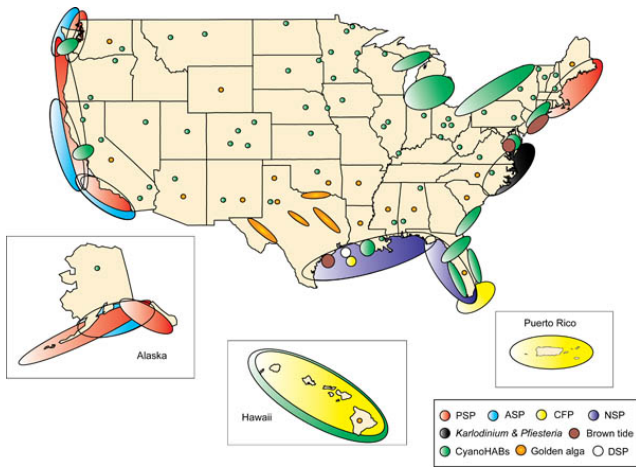 Alaska
Hawaii
Puerto Rico
PSP ASP CFP NSP
Karlodinium & Pfiesteria Brown tide
CyanoHABs Golden alga DSP